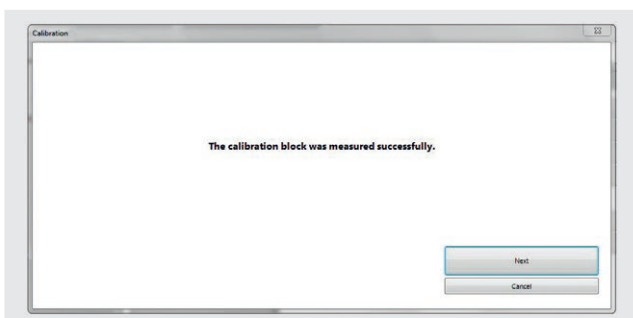 Calibration
The calibration block was measured successfully.
Next
Cancel